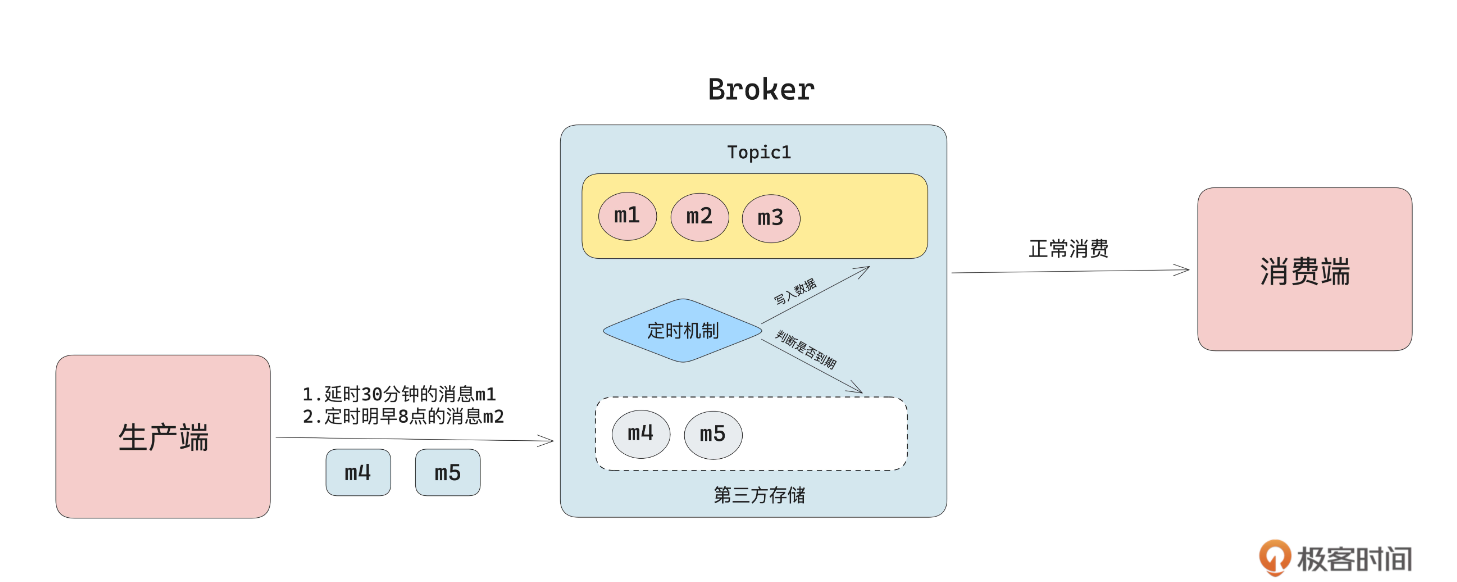 Broker
Topic1
m1 m2 m3
写入数据
定时机制
判断是否到期
m4 m5
第三方存储
生产端
1.延时30分钟的消息m1
2.定时明早8点的消息m2
m4 m5
正常消费
消费端
极客时间